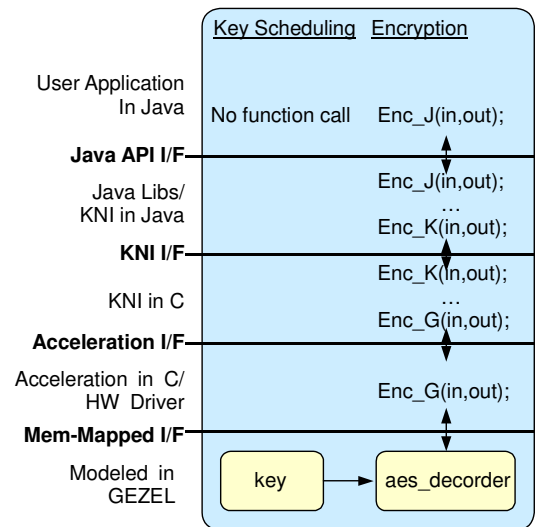 Key Scheduling Encryption
User Application
In Java
No function call Enc_J(in,out);
Java API I/F
Java Libs/
KNI in Java
Enc_J(in,out);
...
Enc_K(in,out);
KNI I/F
Enc_K(in,out);
KNI in C
...
Enc_G(in,out);
Acceleration I/F
Acceleration in C/
HW Driver
Enc_G(in,out);
Mem-Mapped I/F
Modeled in
GEZEL
key
aes_decorder